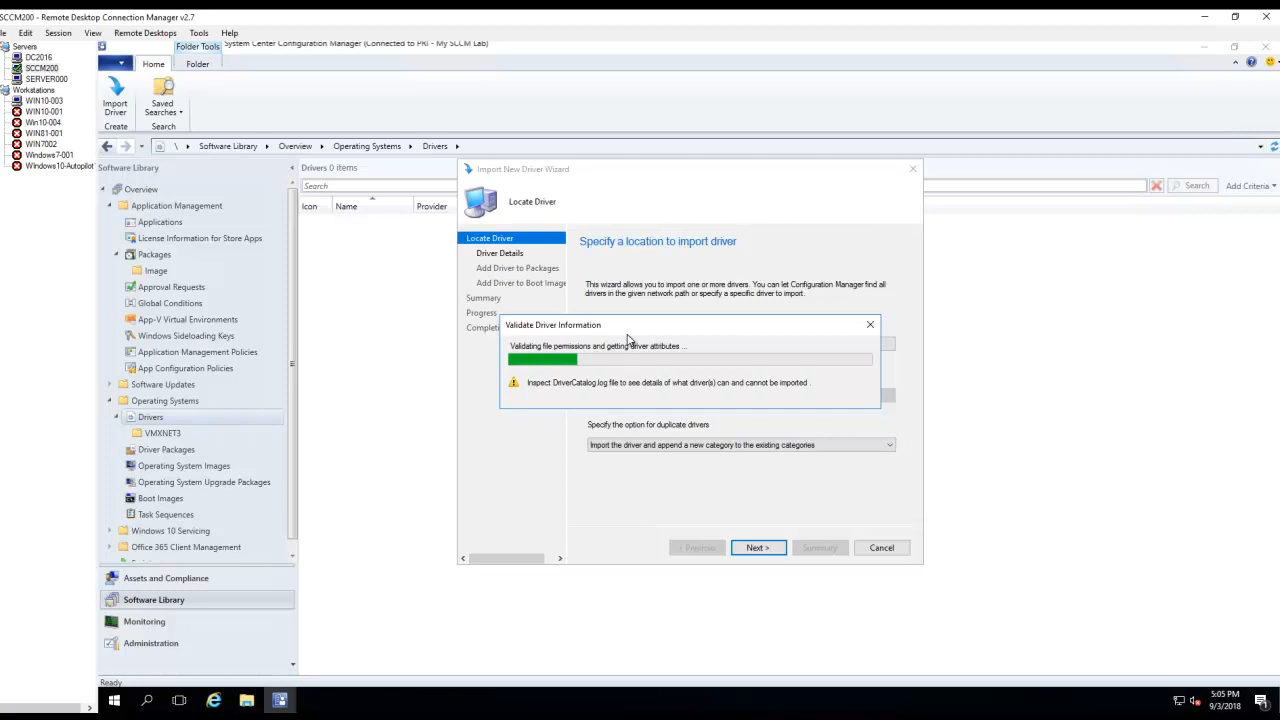 SCCM200 - Remote Desktop Connection Manager v2.7
Edit Session View Remote Desktops Tools Help
Servers
DC2016
SCCM200
SERVER000
Workstations
WIN10-003
WIN10-001
Win10-004
WIN81-001
WIN7002
Windows7-001
Windows10-Autopilot
Folder Tools
System Center Configuration Manager (Connected to PRI - My SCCM Lab)
Home
Folder
Import Driver
Saved Searches
Create
Search
\ Software Library Overview Operating Systems Drivers
Software Library
Overview
Application Management
Applications
License Information for Store Apps
Packages
Image
Approval Requests
Global Conditions
App-V Virtual Environments
Windows Sideloading Keys
Application Management Policies
App Configuration Policies
Software Updates
Operating Systems
Drivers
VMXNET3
Driver Packages
Operating System Images
Operating System Upgrade Packages
Boot Images
Task Sequences
Windows 10 Servicing
Office 365 Client Management
Assets and Compliance
Software Library
Monitoring
Administration
Ready
Drivers 0 items
Search
Search
Add Criteria
Icon Name Provider
Import New Driver Wizard
Locate Driver
Locate Driver
Driver Details
Add Driver to Packages
Add Driver to Boot Image
Summary
Progress
Completi
Specify a location to import driver
This wizard allows you to import one or more drivers. You can let Configuration Manager find all
drivers in the given network path or specify a specific driver to import.
Validate Driver Information
Validating file permissions and getting driver attributes ...
Inspect DriverCatalog.log file to see details of what driver(s) can and cannot be imported .
Specify the option for duplicate drivers
Import the driver and append a new category to the existing categories
< Previous
Next >
Summary
Cancel
5:05 PM
9/3/2018